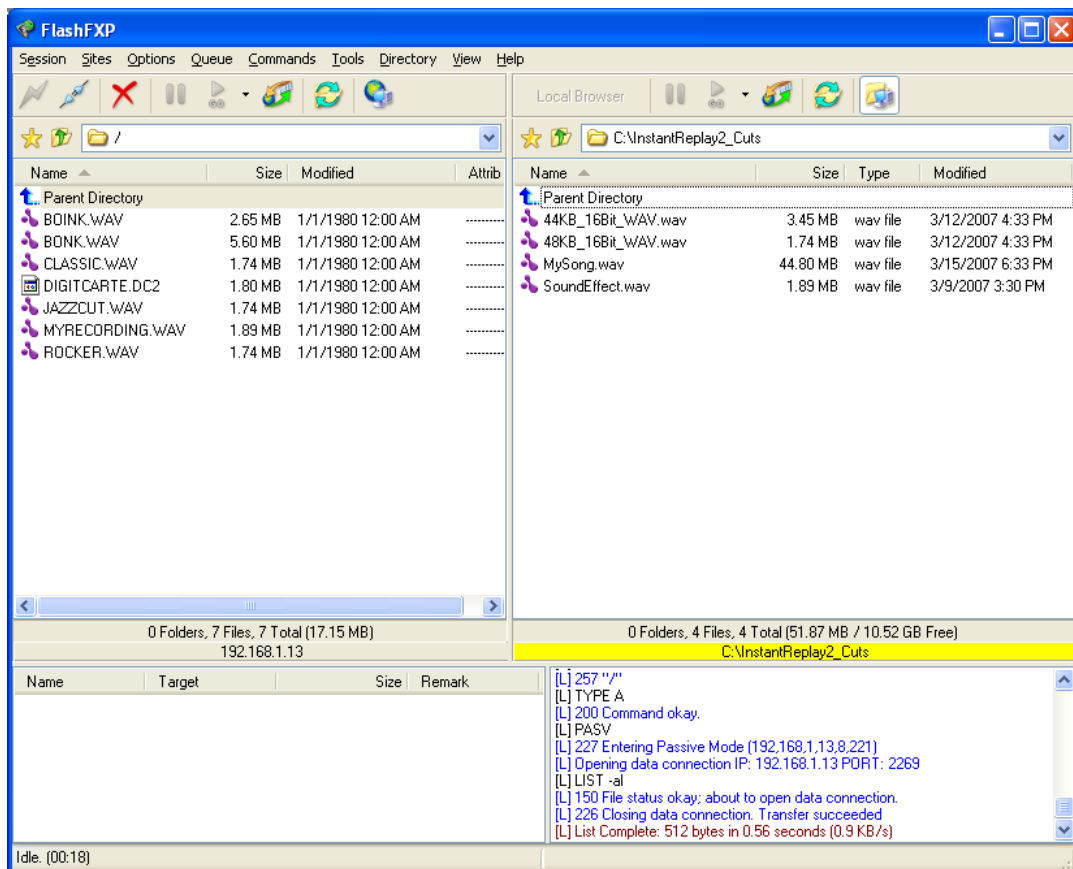 FlashFXP
Session Sites Options Queue Commands Tools Directory View Help
Local Browser
/
C:\InstantReplay2_Cuts
Name Size Modified Attrib
Parent Directory
BOINK.WAV 2.65 MB 1/1/1980 12:00 AM ----------
BONK.WAV 5.60 MB 1/1/1980 12:00 AM ----------
CLASSIC.WAV 1.74 MB 1/1/1980 12:00 AM ----------
DIGITCARTE.DC2 1.80 MB 1/1/1980 12:00 AM ----------
JAZZCUT.WAV 1.74 MB 1/1/1980 12:00 AM ----------
MYRECORDING.WAV 1.89 MB 1/1/1980 12:00 AM ----------
ROCKER.WAV 1.74 MB 1/1/1980 12:00 AM ----------
0 Folders, 7 Files, 7 Total (17.15 MB)
192.168.1.13
Name Size Type Modified
Parent Directory
44KB_16Bit_WAV.wav 3.45 MB wav file 3/12/2007 4:33 PM
48KB_16Bit_WAV.wav 1.74 MB wav file 3/12/2007 4:33 PM
MySong.wav 44.80 MB wav file 3/15/2007 6:33 PM
SoundEffect.wav 1.89 MB wav file 3/9/2007 3:30 PM
0 Folders, 4 Files, 4 Total (51.87 MB / 10.52 GB Free)
C:\InstantReplay2_Cuts
Name Target Size Remark
[L] 257 "/"
[L] TYPE A
[L] 200 Command okay.
[L] PASV
[L] 227 Entering Passive Mode (192,168,1,13,8,221)
[L] Opening data connection IP: 192.168.1.13 PORT: 2269
[L] LIST -al
[L] 150 File status okay; about to open data connection.
[L] 226 Closing data connection. Transfer succeeded
[L] List Complete: 512 bytes in 0.56 seconds (0.9 KB/s)
Idle. (00:18)